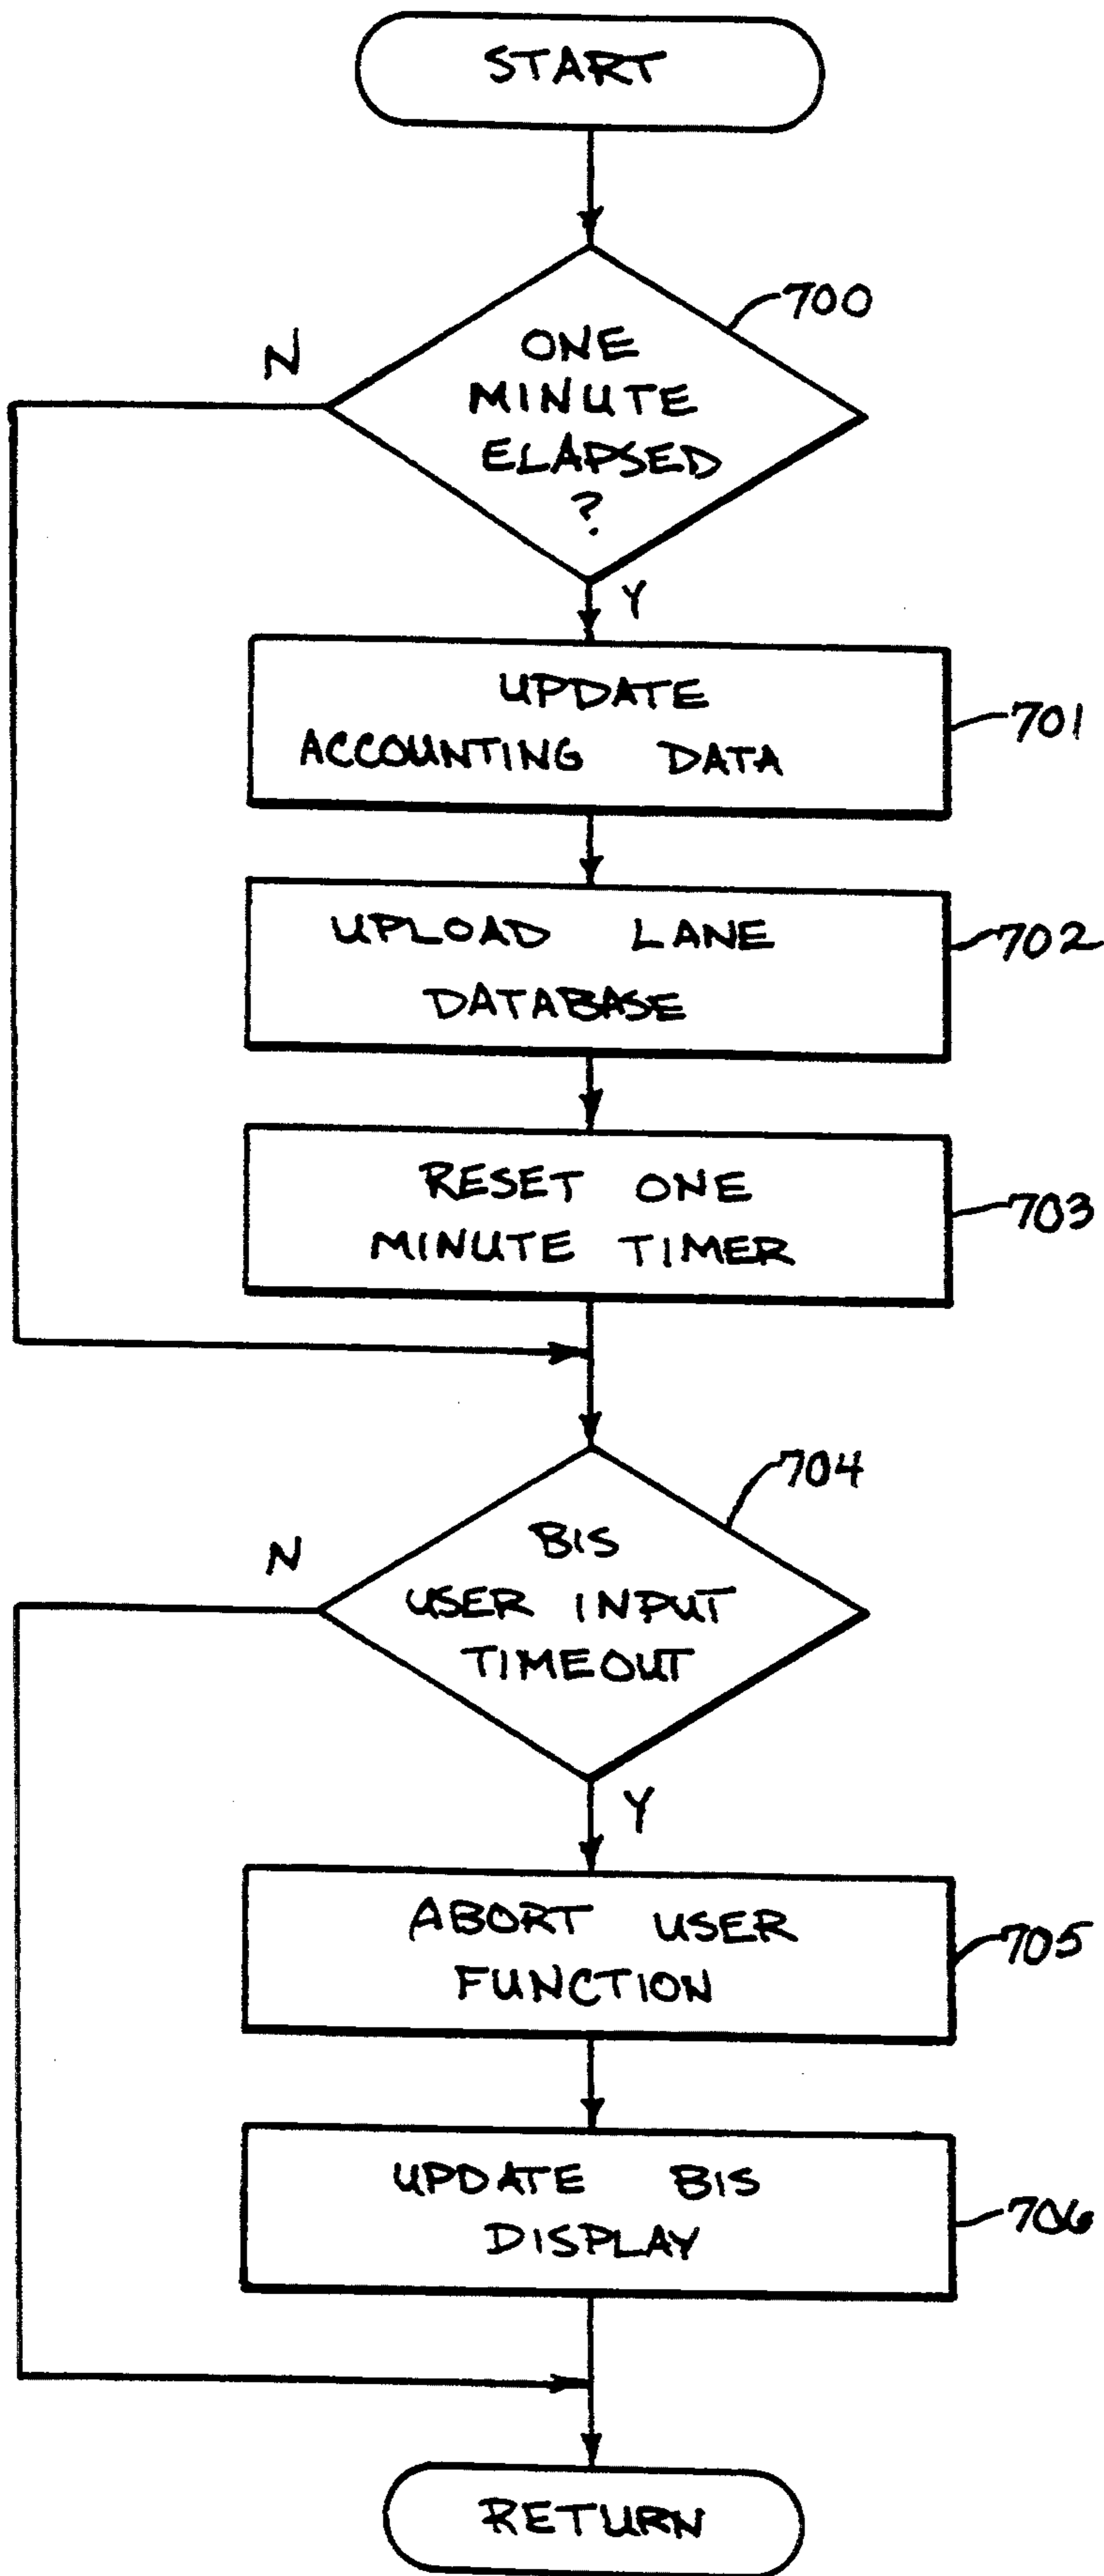 START
700
N
ONE
MINUTE
ELAPSED
?
Y
UPDATE
ACCOUNTING DATA
701
UPLOAD LANE
DATABASE
702
RESET ONE
MINUTE TIMER
703
704
N
BIS
USER INPUT
TIMEOUT
Y
ABORT USER
FUNCTION
705
UPDATE BIS
DISPLAY
706
RETURN